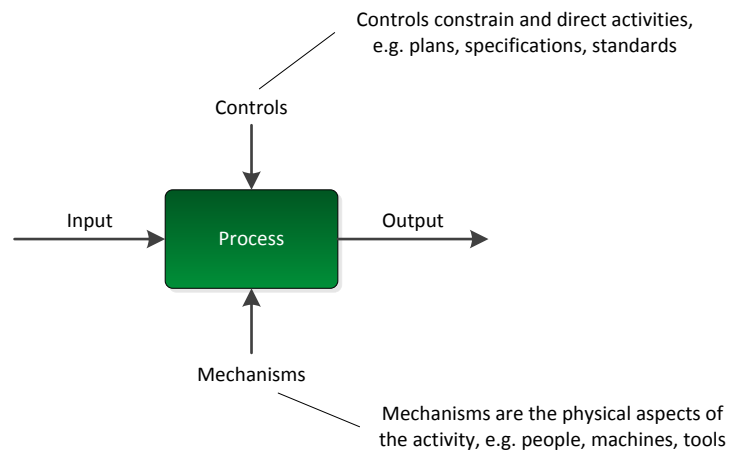 Controls constrain and direct activities,
e.g. plans, specifications, standards
Controls
Input
Process
Output
Mechanisms
Mechanisms are the physical aspects of
the activity, e.g. people, machines, tools